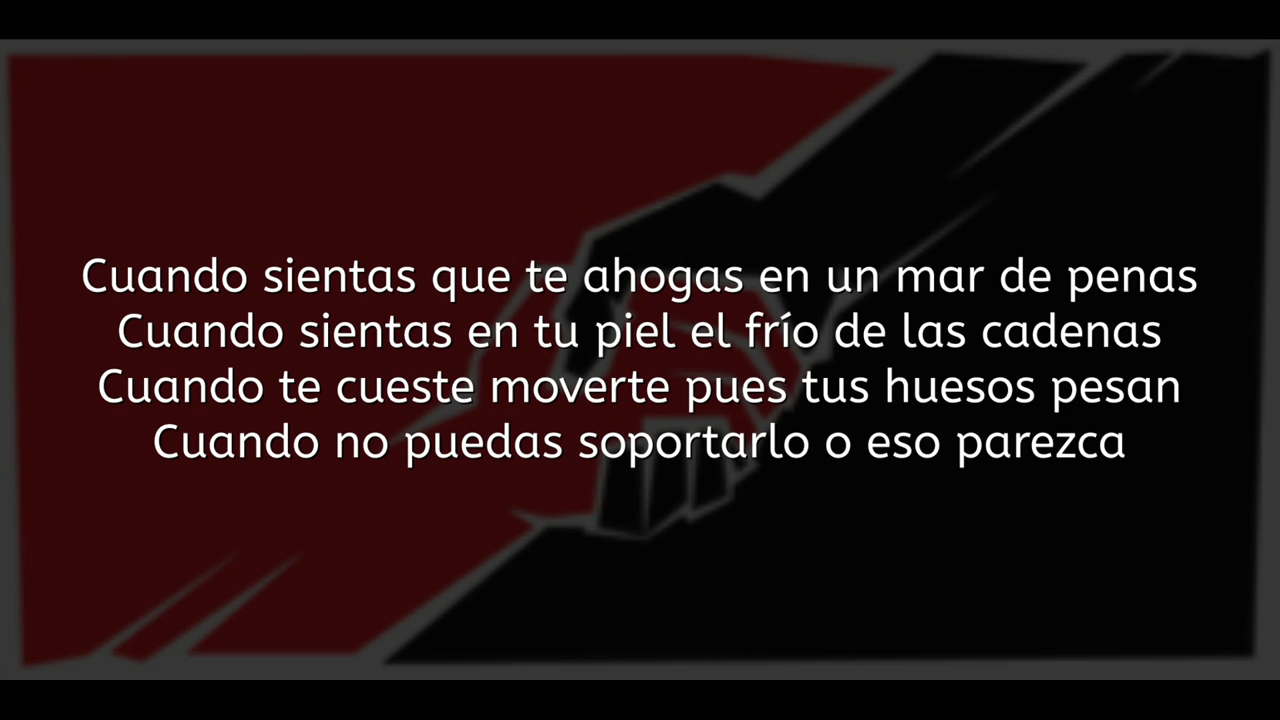 Cuando sientas que te ahogas en un mar de penas
Cuando sientas en tu piel el frío de las cadenas
Cuando te cueste moverte pues tus huesos pesan
Cuando no puedas soportarlo o eso parezca